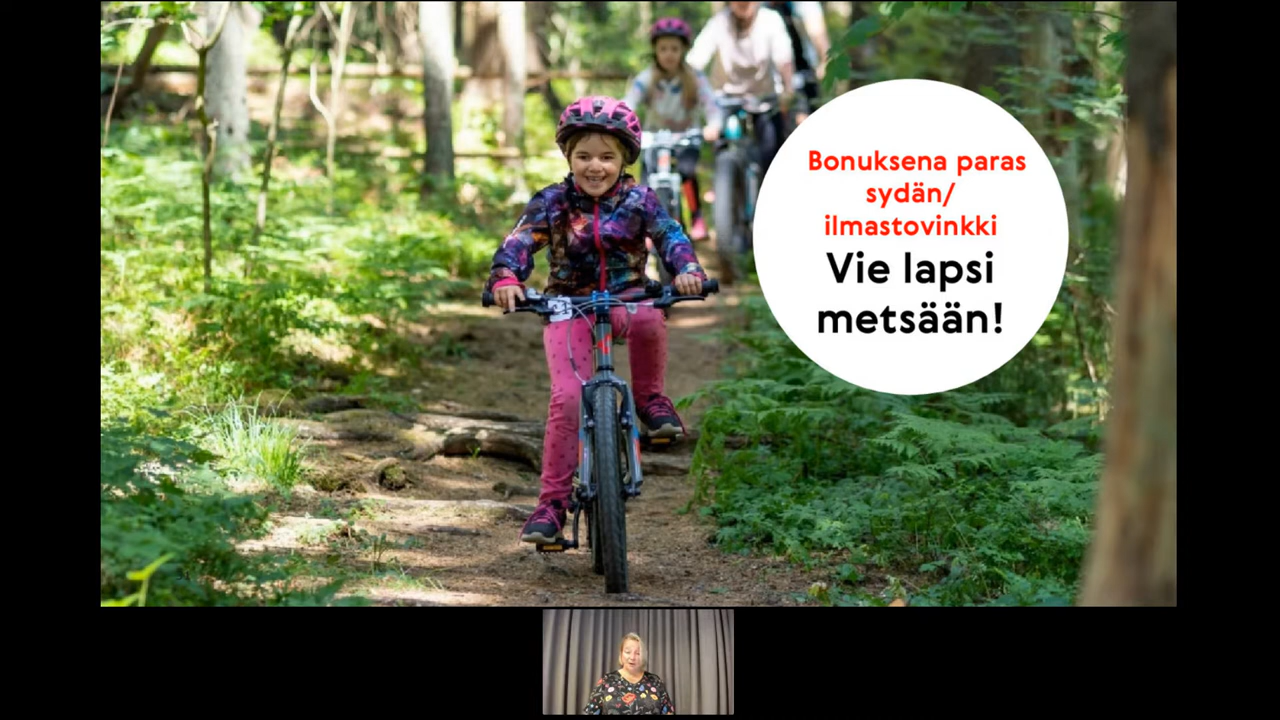 Bonuksena paras
sydän/
ilmastovinkki
Vie lapsi
metsään!